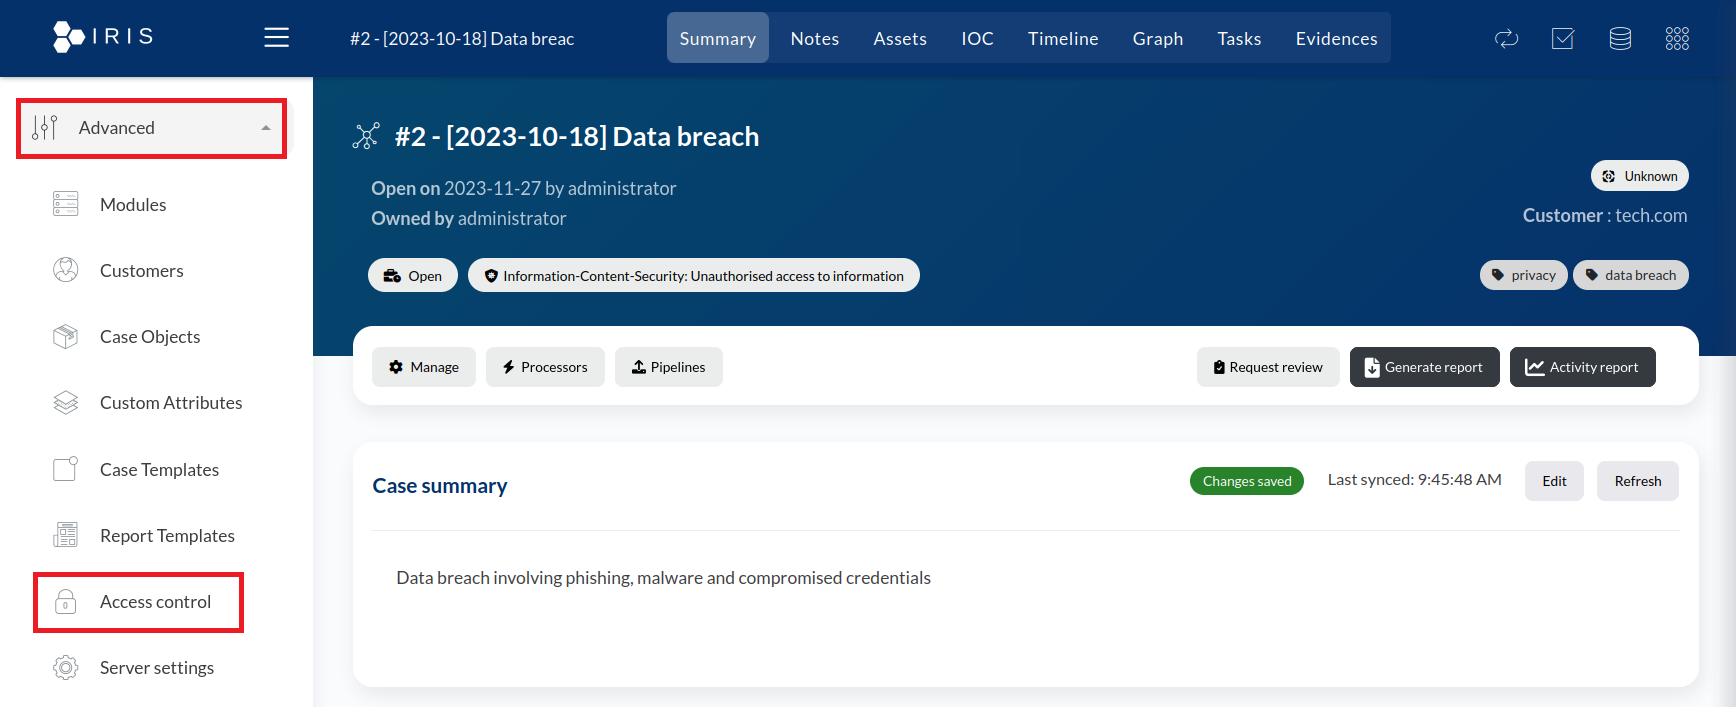 IRIS
#2 - [2023-10-18] Data breac
Summary
Notes
Assets
IOC
Timeline
Graph
Tasks
Evidences
Advanced
Modules
Customers
Case Objects
Custom Attributes
Case Templates
Report Templates
Access control
Server settings
#2 - [2023-10-18] Data breach
Open on 2023-11-27 by administrator
Owned by administrator
Unknown
Customer : tech.com
Open
Information-Content-Security: Unauthorised access to information
privacy
data breach
Manage
Processors
Pipelines
Request review
Generate report
Activity report
Case summary
Changes saved
Last synced: 9:45:48 AM
Edit
Refresh
Data breach involving phishing, malware and compromised credentials